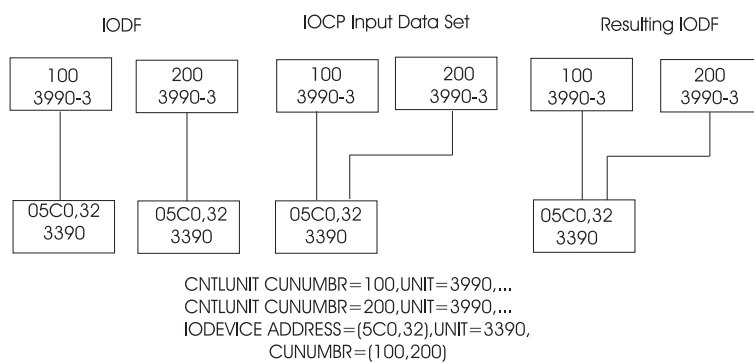 IODF
IOCP Input Data Set
Resulting IODF
100
3990-3
200
3990-3
100
3990-3
200
3990-3
100
3990-3
200
3990-3
05C0,32
3390
05C0,32
3390
05C0,32
3390
05C0,32
3390
CNTLUNIT CUNUMBR=100,UNIT=3990,...
CNTLUNIT CUNUMBR=200,UNIT=3990,...
IODEVICE ADDRESS=(5C0,32),UNIT=3390,
CUNUMBR=(100,200)